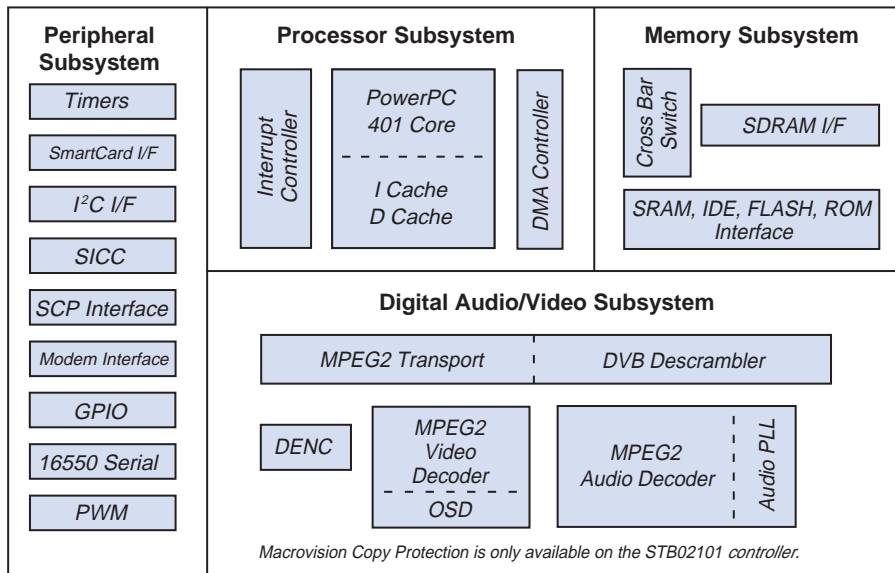 Peripheral
Subsystem
Timers
SmartCard I/F
I²C I/F
SICC
SCP Interface
Modem Interface
GPIO
16550 Serial
PWM
Processor Subsystem
Interrupt
Controller
PowerPC
401 Core
I Cache
D Cache
DMA Controller
Memory Subsystem
Cross Bar
Switch
SDRAM I/F
SRAM, IDE, FLASH, ROM
Interface
Digital Audio/Video Subsystem
MPEG2 Transport
DVB Descrambler
DENC
MPEG2
Video
Decoder
OSD
MPEG2
Audio Decoder
Audio PLL
Macrovision Copy Protection is only available on the STB02101 controller.